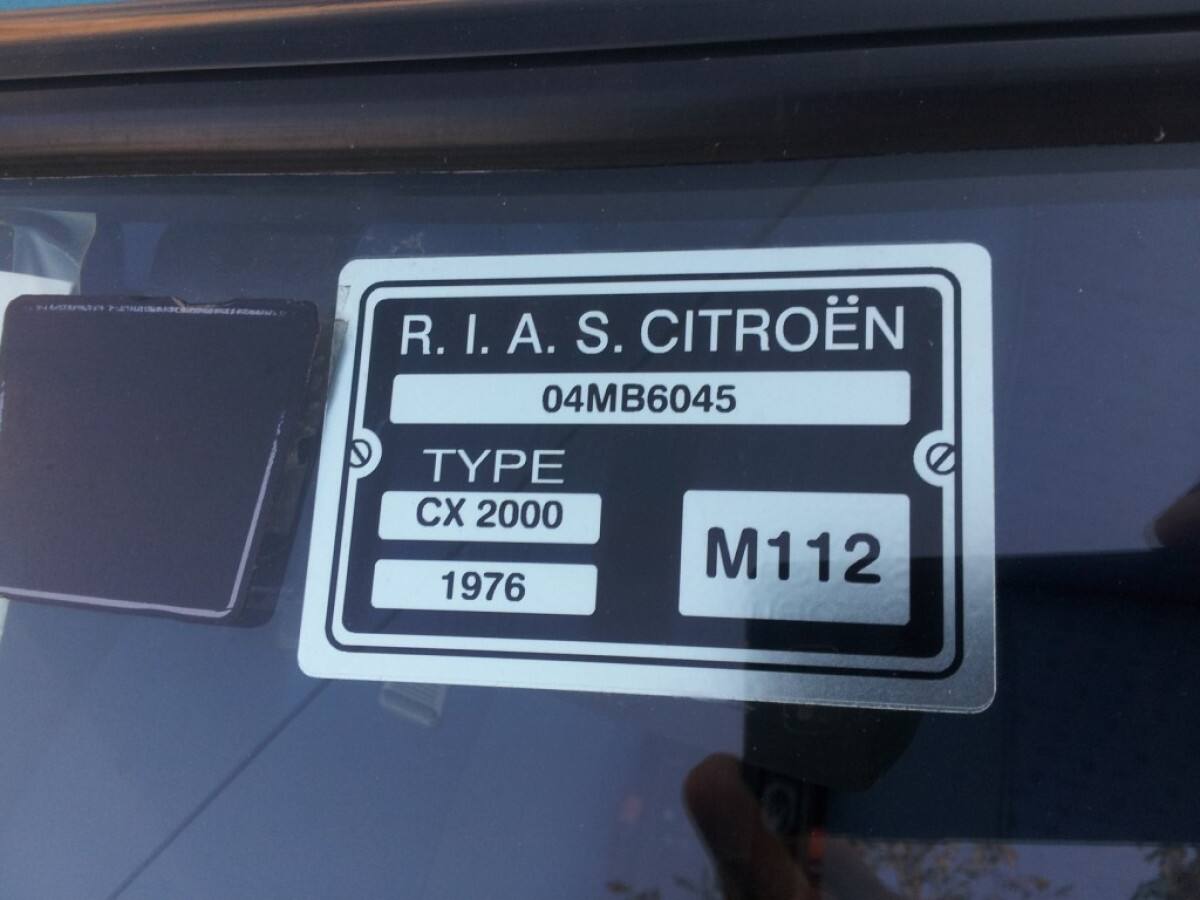 R. I. A. S. CITROËN
04MB6045
TYPE
CX 2000
1976
M112